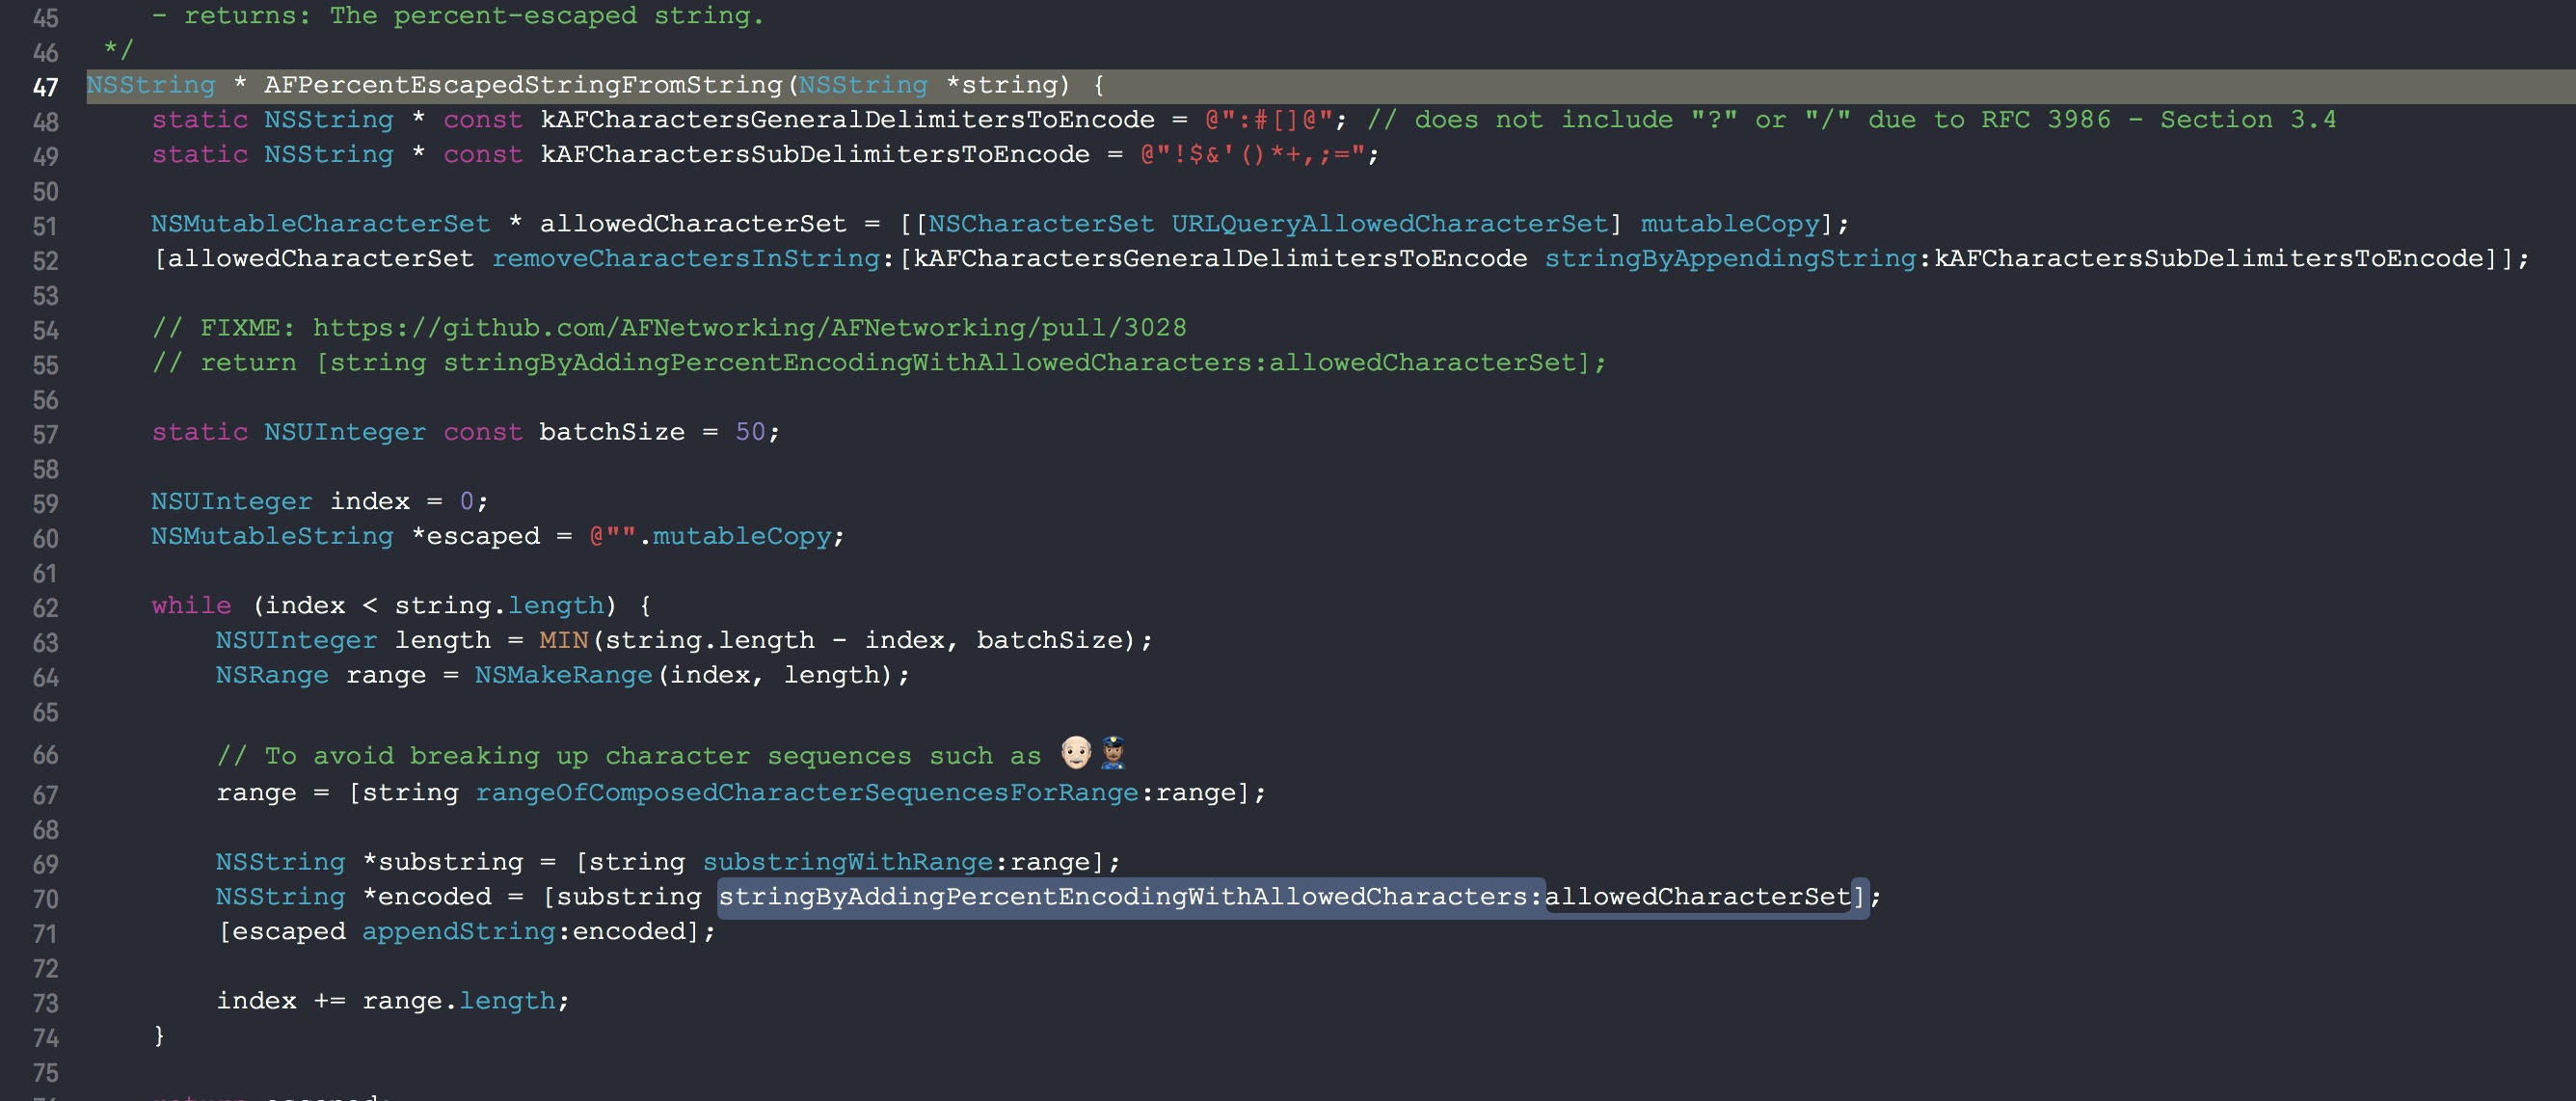 45     - returns: The percent-escaped string.
46  */
47 NSString * AFPercentEscapedStringFromString(NSString *string) {
48     static NSString * const kAFCharactersGeneralDelimitersToEncode = @":#[]@"; // does not include "?" or "/" due to RFC 3986 - Section 3.4
49     static NSString * const kAFCharactersSubDelimitersToEncode = @"!$&'()*+,;=";
50
51     NSMutableCharacterSet * allowedCharacterSet = [[NSCharacterSet URLQueryAllowedCharacterSet] mutableCopy];
52     [allowedCharacterSet removeCharactersInString:[kAFCharactersGeneralDelimitersToEncode stringByAppendingString:kAFCharactersSubDelimitersToEncode]];
53
54     // FIXME: https://github.com/AFNetworking/AFNetworking/pull/3028
55     // return [string stringByAddingPercentEncodingWithAllowedCharacters:allowedCharacterSet];
56
57     static NSUInteger const batchSize = 50;
58
59     NSUInteger index = 0;
60     NSMutableString *escaped = @"".mutableCopy;
61
62     while (index < string.length) {
63         NSUInteger length = MIN(string.length - index, batchSize);
64         NSRange range = NSMakeRange(index, length);
65
66         // To avoid breaking up character sequences such as 👴🏻👮🏽
67         range = [string rangeOfComposedCharacterSequencesForRange:range];
68
69         NSString *substring = [string substringWithRange:range];
70         NSString *encoded = [substring stringByAddingPercentEncodingWithAllowedCharacters:allowedCharacterSet];
71         [escaped appendString:encoded];
72
73         index += range.length;
74     }
75